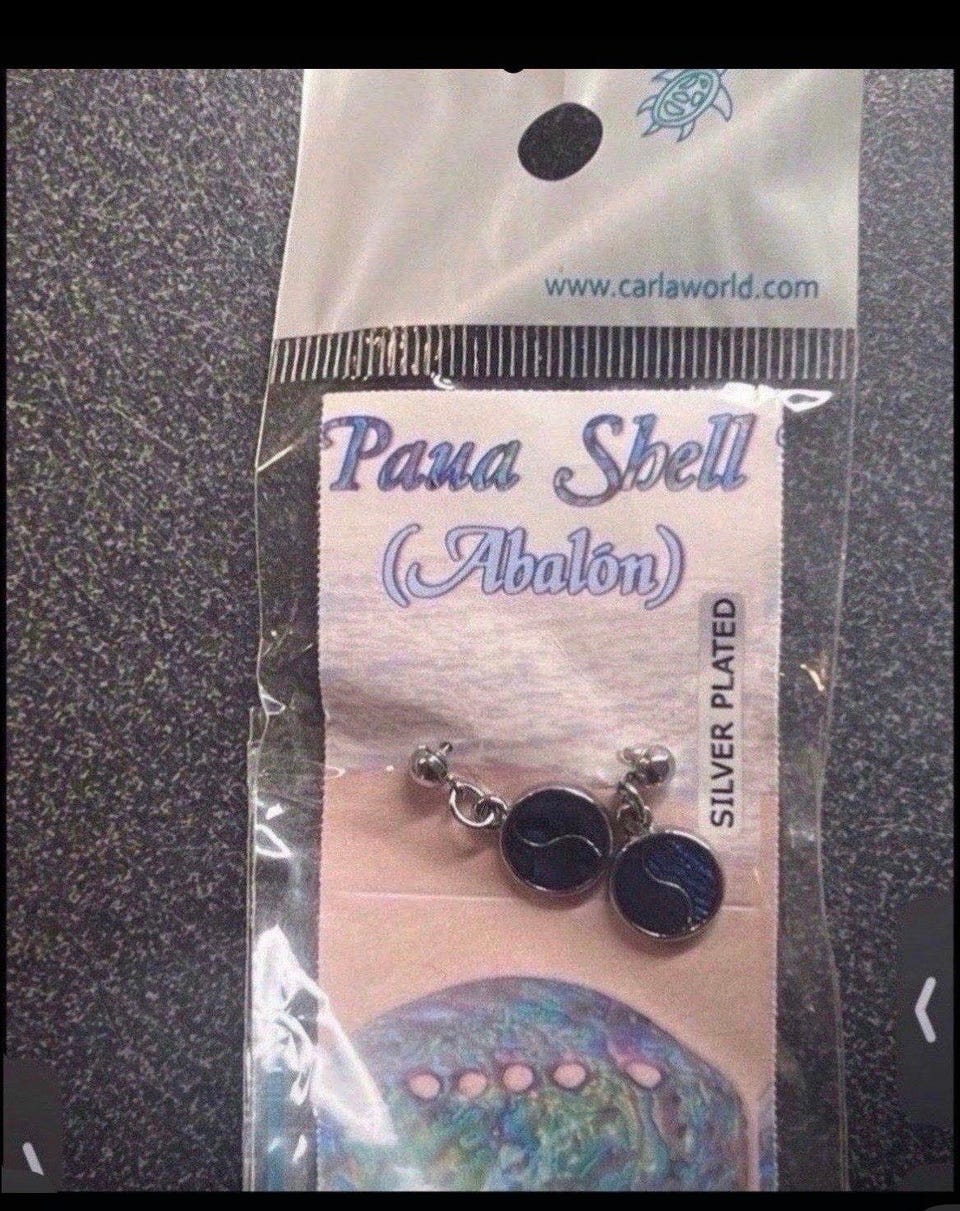 www.carlaworld.com
Paua Shell
(Abalón)
SILVER PLATED